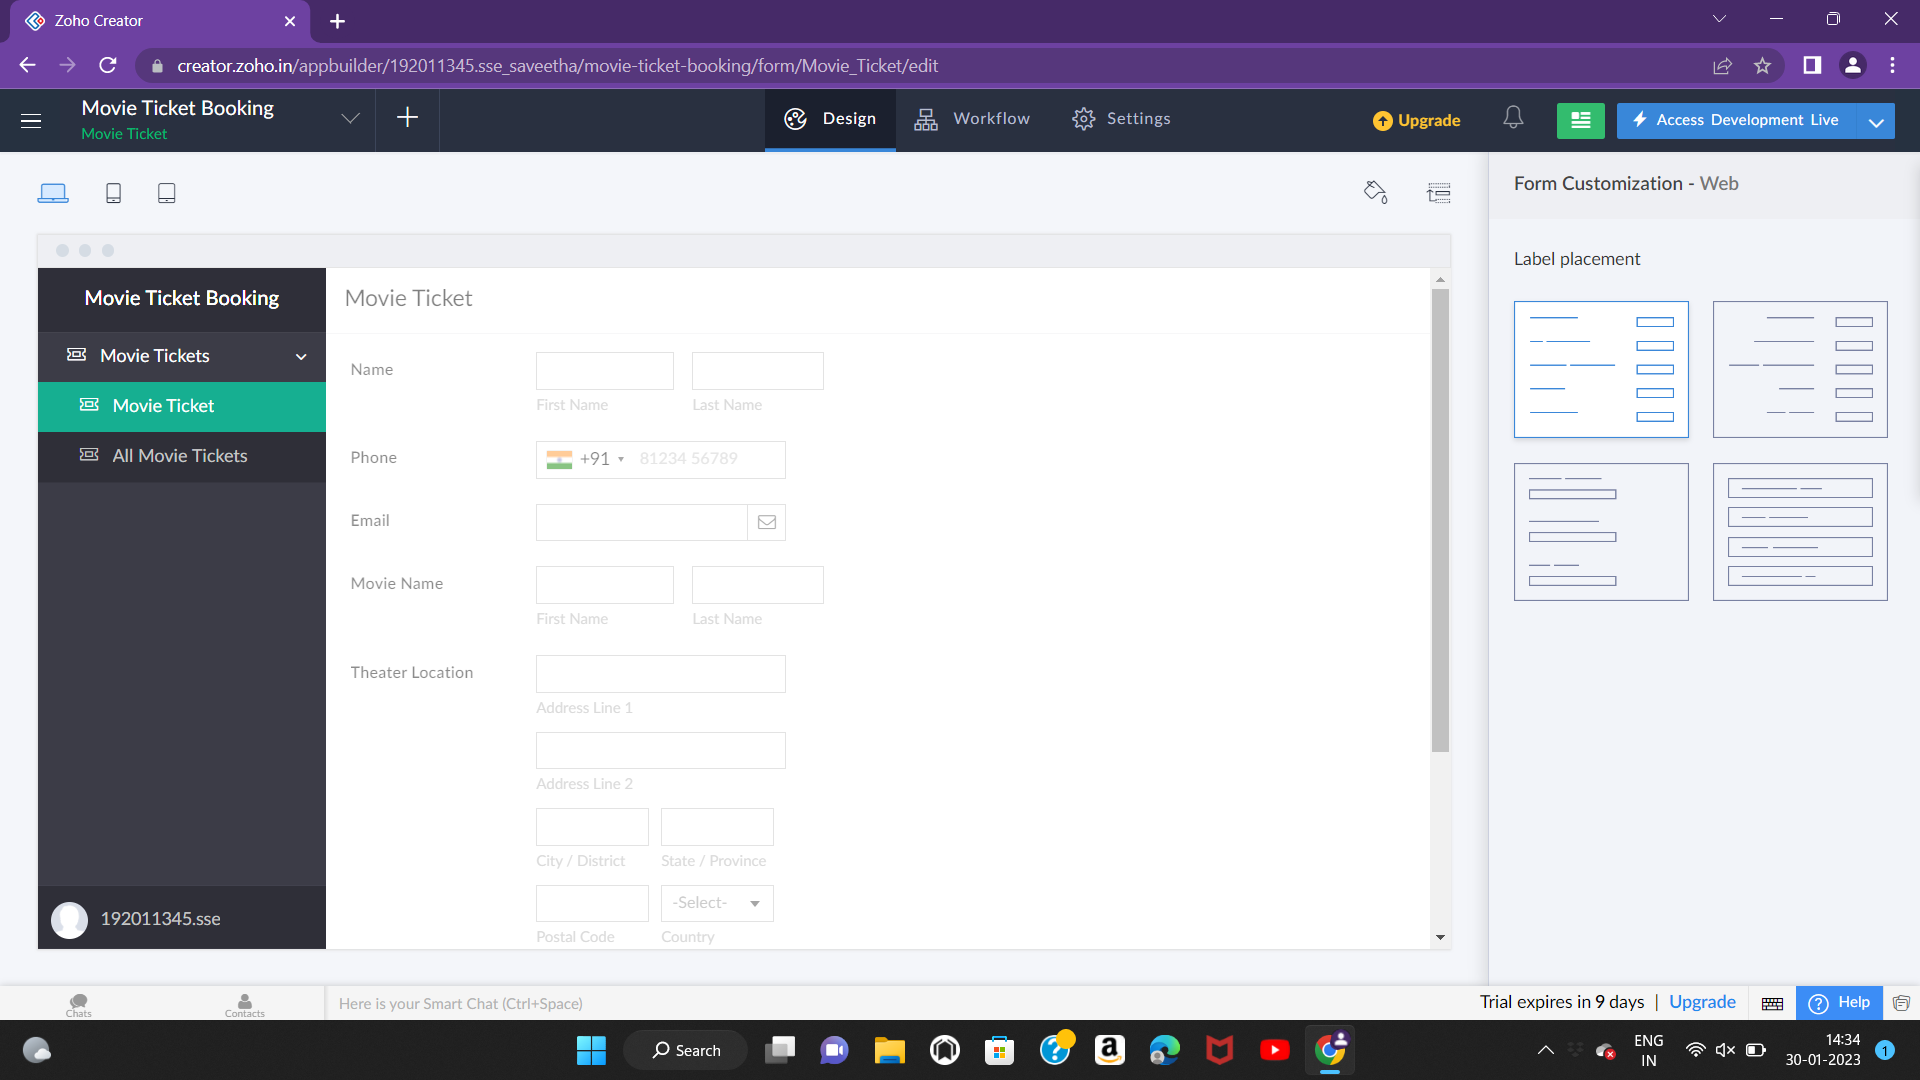 Zoho Creator
creator.zoho.in/appbuilder/192011345.sse_saveetha/movie-ticket-booking/form/Movie_Ticket/edit
Movie Ticket Booking
Movie Ticket
Design
Workflow
Settings
Upgrade
Access Development Live
Form Customization - Web
Label placement
Movie Ticket Booking
Movie Tickets
Movie Ticket
All Movie Tickets
192011345.sse
Movie Ticket
Name
First Name
Last Name
Phone
+91
81234 56789
Email
Movie Name
First Name
Last Name
Theater Location
Address Line 1
Address Line 2
City / District
State / Province
-Select-
Postal Code
Country
Chats
Contacts
Here is your Smart Chat (Ctrl+Space)
Trial expires in 9 days | Upgrade
Help
Search
ENG
IN
14:34
30-01-2023
1